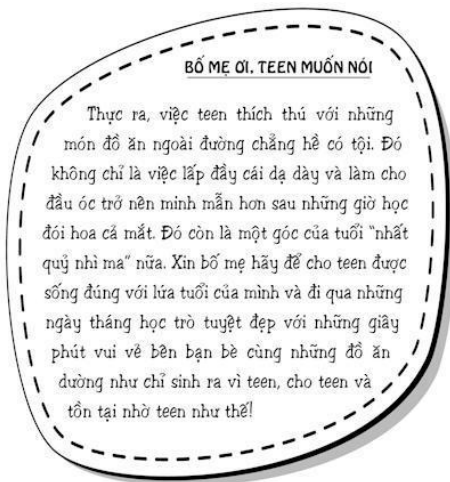 BỐ MẸ ƠI, TEEN MUỐN NÓI
Thực ra, việc teen thích thú với những
món đồ ăn ngoài đường chẳng hề có tội. Đó
không chỉ là việc lấp đầy cái dạ dày và làm cho
đầu óc trở nên minh mẫn hơn sau những giờ học
đói hoa cả mắt. Đó còn là một góc của tuổi “nhất
quỷ nhì ma” nữa. Xin bố mẹ hãy để cho teen được
sống đúng với lứa tuổi của mình và đi qua những
ngày tháng học trò tuyệt đẹp với những giây
phút vui vẻ bên bạn bè cùng những đồ ăn
dường như chỉ sinh ra vì teen, cho teen và
tồn tại nhờ teen như thế!